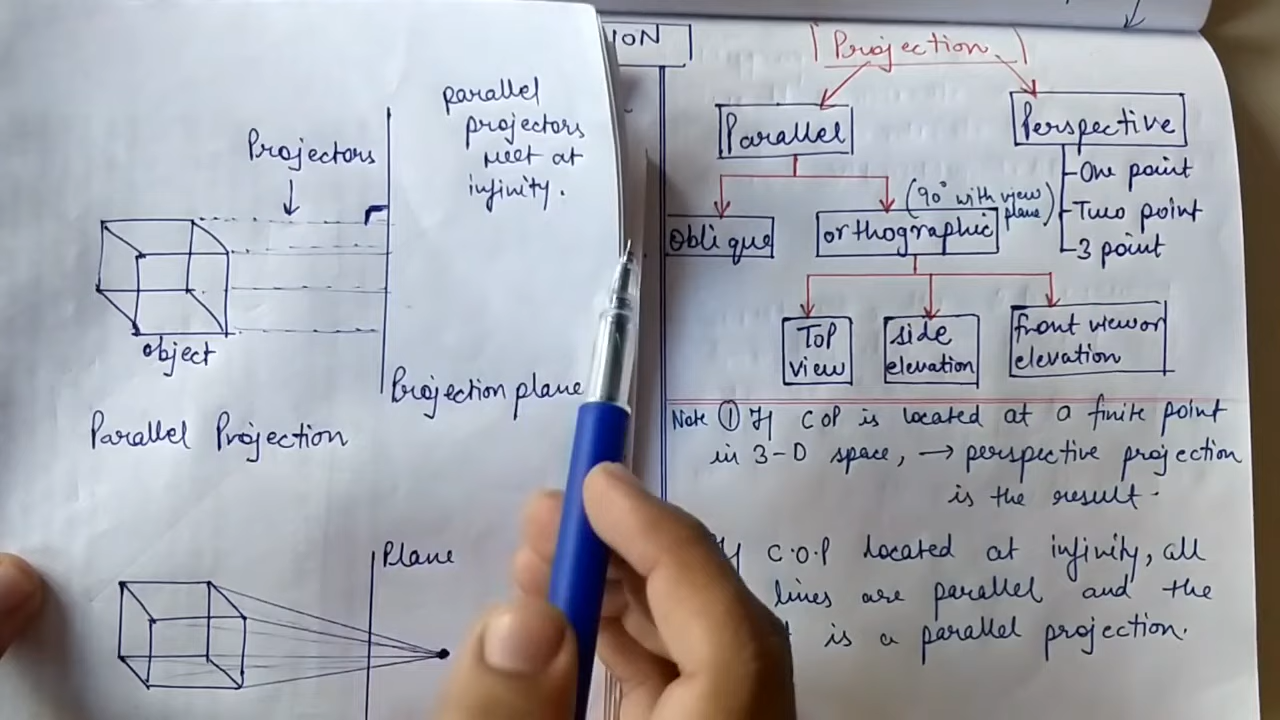 parallel
projectors
meet at
infinity.
Projectors
object
Projection plane
Parallel Projection
Plane
ION
Projection
Parallel
Perspective
One point
Two point
3 point
oblique
orthographic
(90° with view
plane)
Top
view
side
elevation
front view or
elevation
Note ① If COP is located at a finite point
in 3-D space, → perspective projection
is the result.
C.O.P located at infinity, all
lines are parallel and the
is a parallel projection.